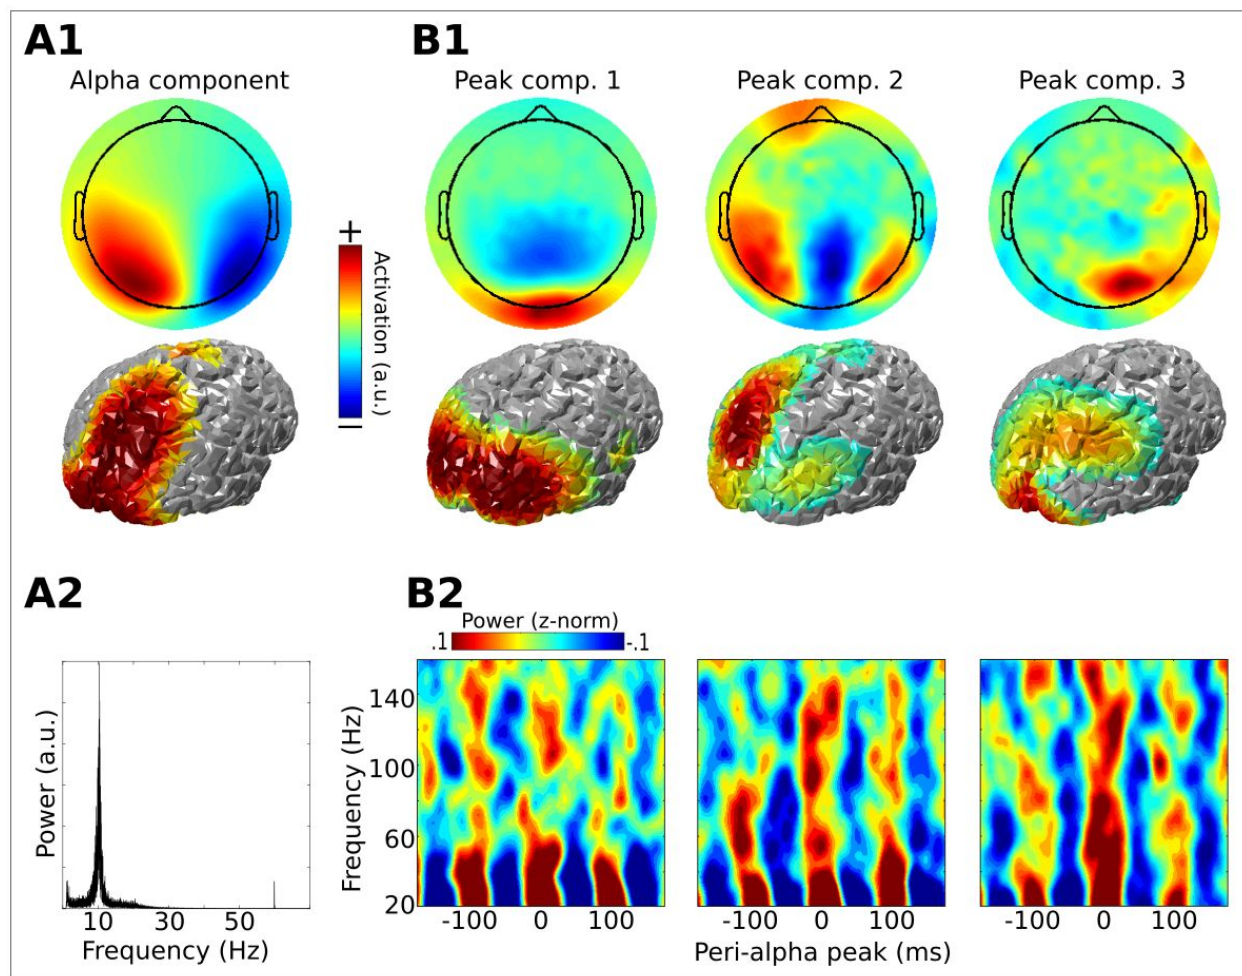 A1
B1
Alpha component
Peak comp. 1
Peak comp. 2
Peak comp. 3
+
Activation (a.u.)
−
A2
B2
Power (z-norm)
.1
-.1
Power (a.u.)
10
30
50
Frequency (Hz)
Frequency (Hz)
140
100
60
20
-100
0
100
-100
0
100
-100
0
100
Peri-alpha peak (ms)